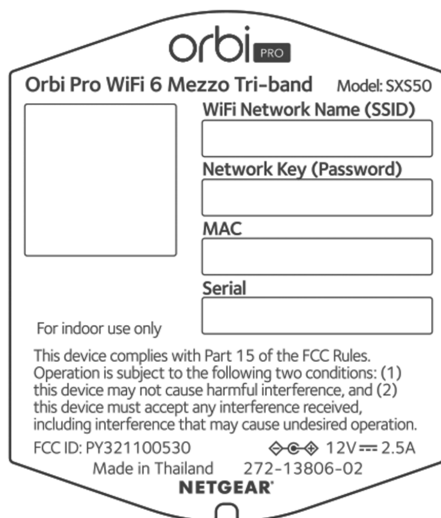 orbi PRO
Orbi Pro WiFi 6 Mezzo Tri-band Model: SXS50
WiFi Network Name (SSID)
Network Key (Password)
MAC
Serial
For indoor use only
This device complies with Part 15 of the FCC Rules.
Operation is subject to the following two conditions: (1)
this device may not cause harmful interference, and (2)
this device must accept any interference received,
including interference that may cause undesired operation.
FCC ID: PY321100530 12V⎓2.5A
Made in Thailand 272-13806-02
NETGEAR®